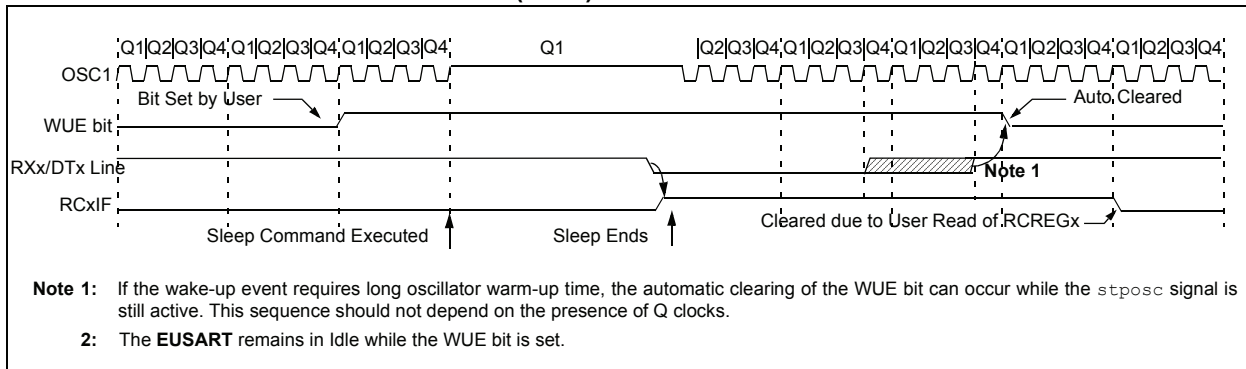 Q1|Q2|Q3|Q4 Q1|Q2|Q3|Q4 Q1|Q2|Q3|Q4 Q1 |Q2|Q3|Q4 Q1|Q2|Q3|Q4 Q1|Q2|Q3|Q4 Q1|Q2|Q3|Q4 Q1|Q2|Q3|Q4
OSC1
Bit Set by User
Auto Cleared
WUE bit
RXx/DTx Line
Note 1
RCxIF
Cleared due to User Read of RCREGx
Sleep Command Executed
Sleep Ends
Note 1: If the wake-up event requires long oscillator warm-up time, the automatic clearing of the WUE bit can occur while the stposc signal is
still active. This sequence should not depend on the presence of Q clocks.
2: The EUSART remains in Idle while the WUE bit is set.